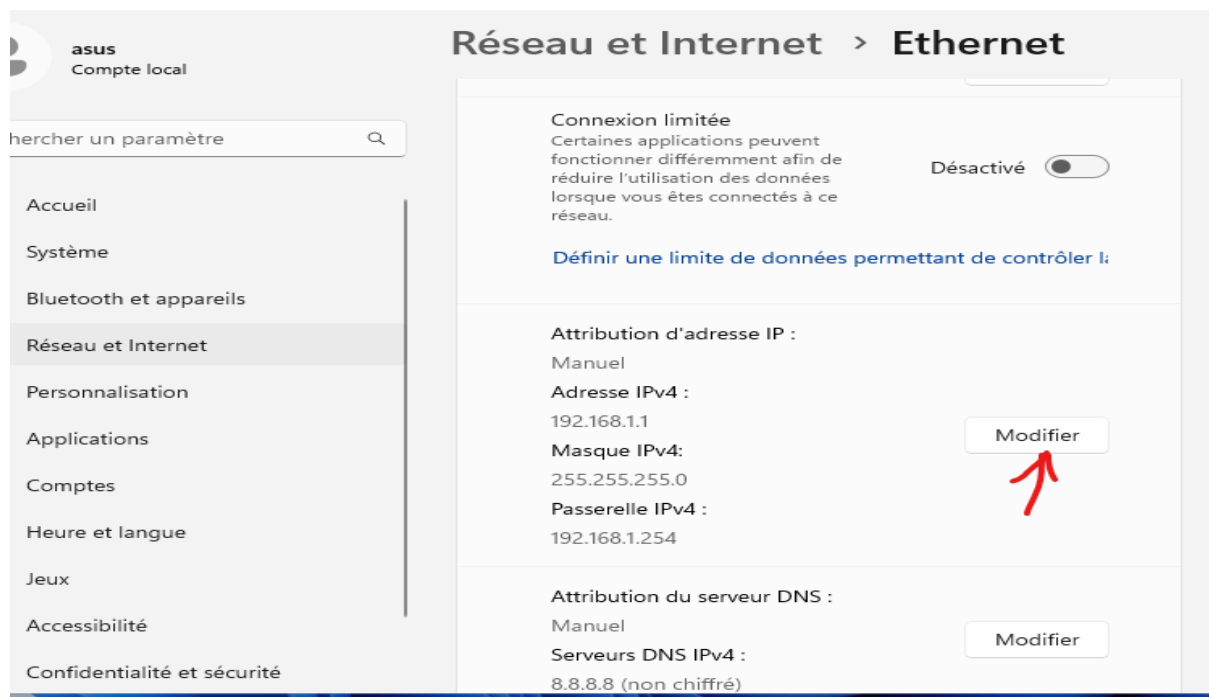 asus
Compte local
hercher un paramètre
Accueil
Système
Bluetooth et appareils
Réseau et Internet
Personnalisation
Applications
Comptes
Heure et langue
Jeux
Accessibilité
Confidentialité et sécurité
Réseau et Internet > Ethernet
Connexion limitée
Certaines applications peuvent
fonctionner différemment afin de
réduire l'utilisation des données
lorsque vous êtes connectés à ce
réseau.
Désactivé
Définir une limite de données permettant de contrôler l
Attribution d'adresse IP :
Manuel
Adresse IPv4 :
192.168.1.1
Masque IPv4:
255.255.255.0
Passerelle IPv4 :
192.168.1.254
Modifier
Attribution du serveur DNS :
Manuel
Serveurs DNS IPv4 :
8.8.8.8 (non chiffré)
Modifier